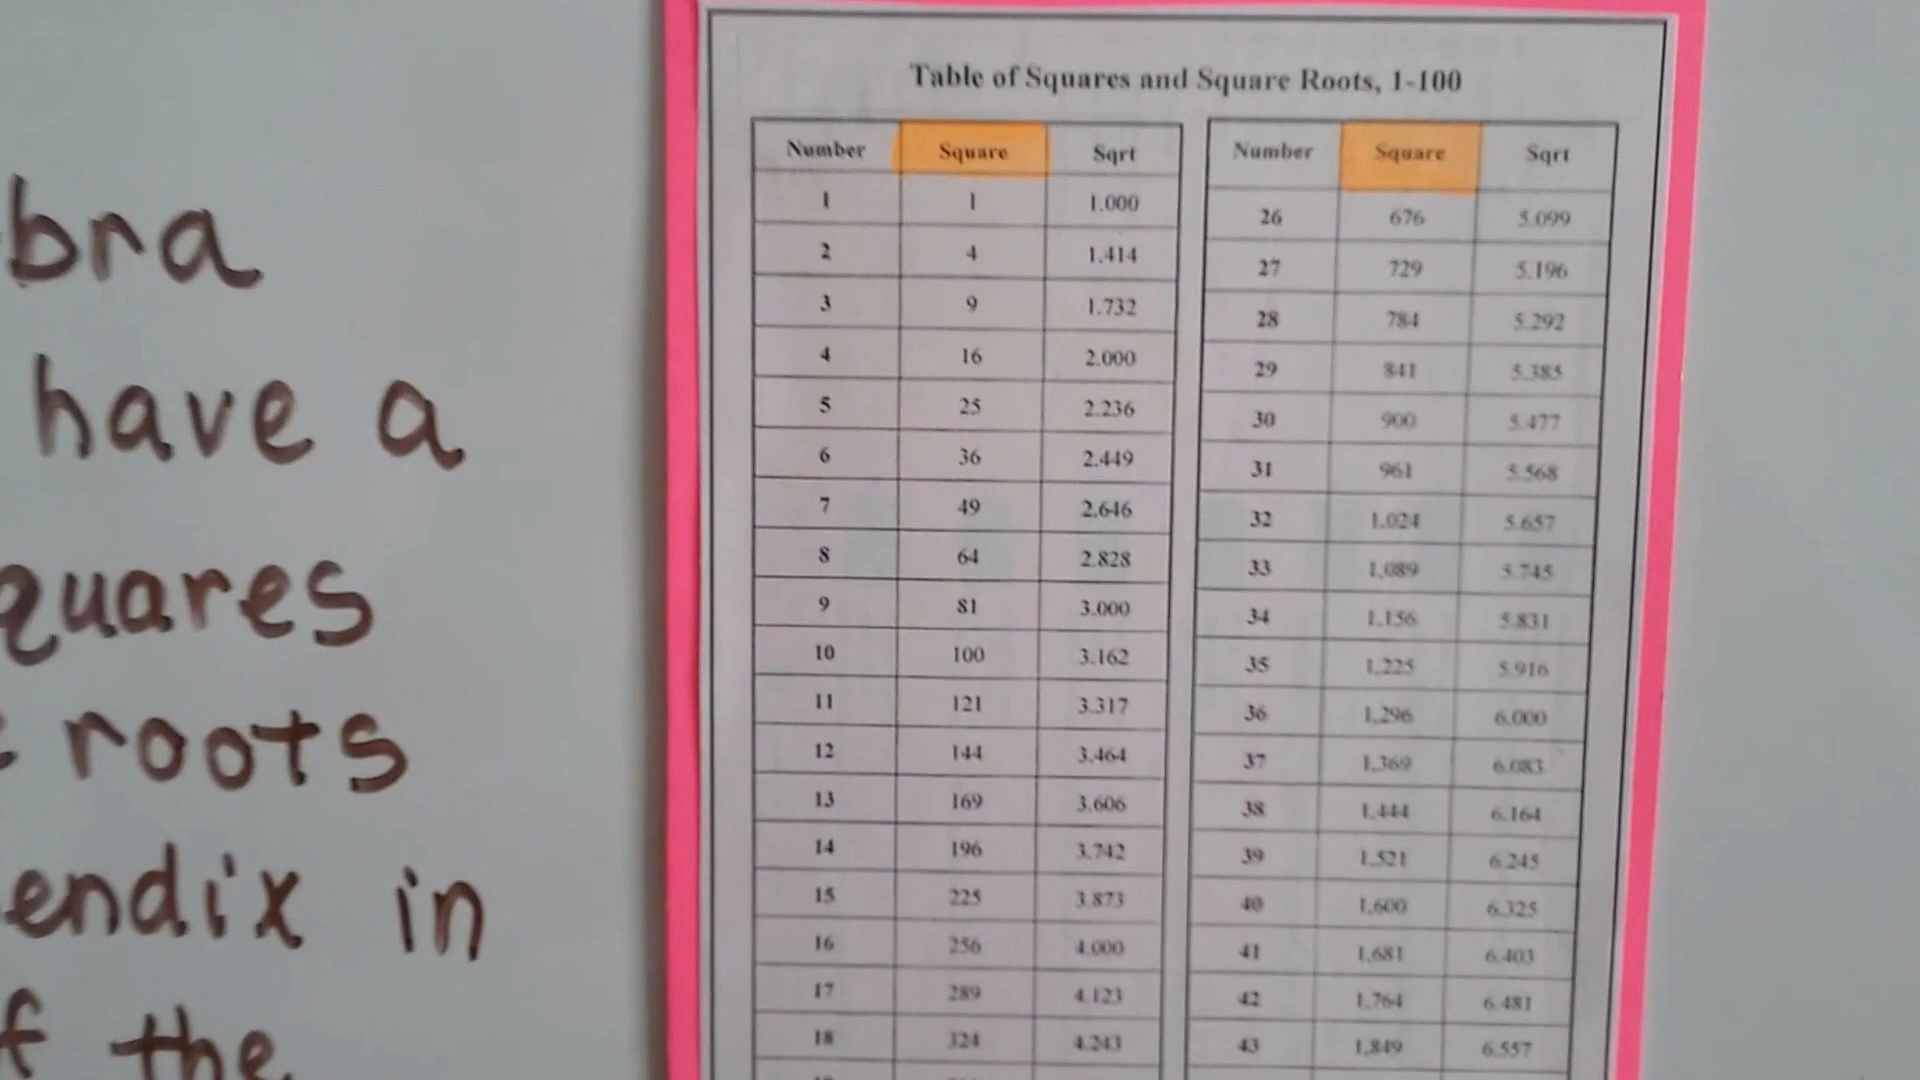 bra
have a
quares
roots
endix in
f the
Table of Squares and Square Roots, 1-100
Number Square Sqrt
1 1 1.000
2 4 1.414
3 9 1.732
4 16 2.000
5 25 2.236
6 36 2.449
7 49 2.646
8 64 2.828
9 81 3.000
10 100 3.162
11 121 3.317
12 144 3.464
13 169 3.606
14 196 3.742
15 225 3.873
16 256 4.000
17 289 4.123
18 324 4.243
Number Square Sqrt
26 676 5.099
27 729 5.196
28 784 5.292
29 841 5.385
30 900 5.477
31 961 5.568
32 1,024 5.657
33 1,089 5.745
34 1,156 5.831
35 1,225 5.916
36 1,296 6.000
37 1,369 6.083
38 1,444 6.164
39 1,521 6.245
40 1,600 6.325
41 1,681 6.403
42 1,764 6.481
43 1,849 6.557